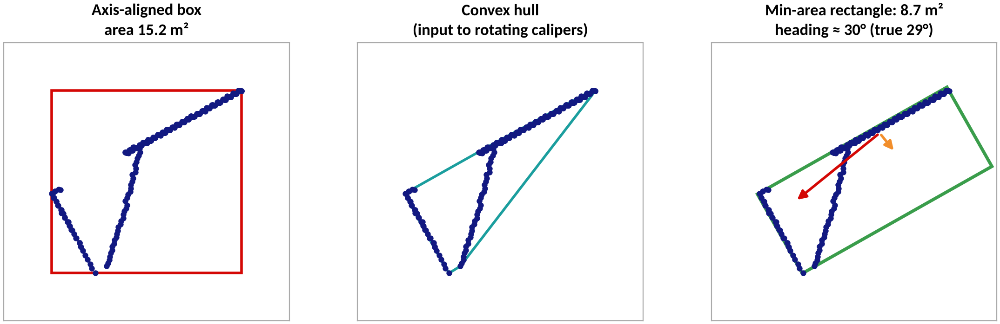 Axis-aligned box
area 15.2 m²
Convex hull
(input to rotating calipers)
Min-area rectangle: 8.7 m²
heading ≈ 30° (true 29°)